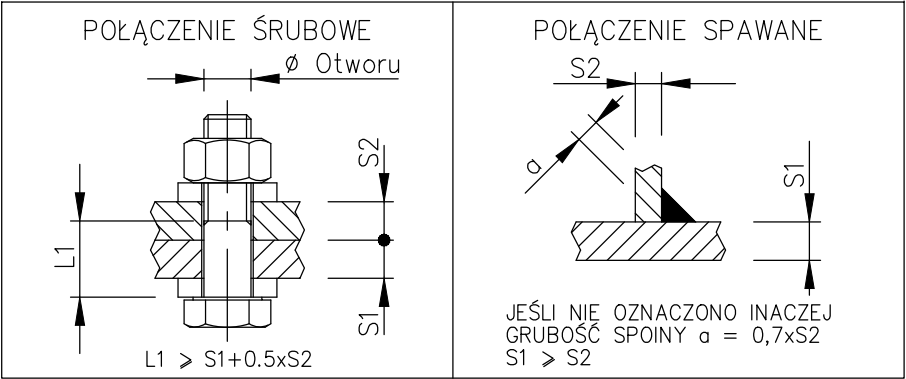 POŁĄCZENIE ŚRUBOWE
ø Otworu
S2
L1
S1
L1 ⩾ S1+0.5xS2
POŁĄCZENIE SPAWANE
S2
a
S1
JEŚLI NIE OZNACZONO INACZEJ
GRUBOŚĆ SPOINY a = 0,7xS2
S1 ⩾ S2